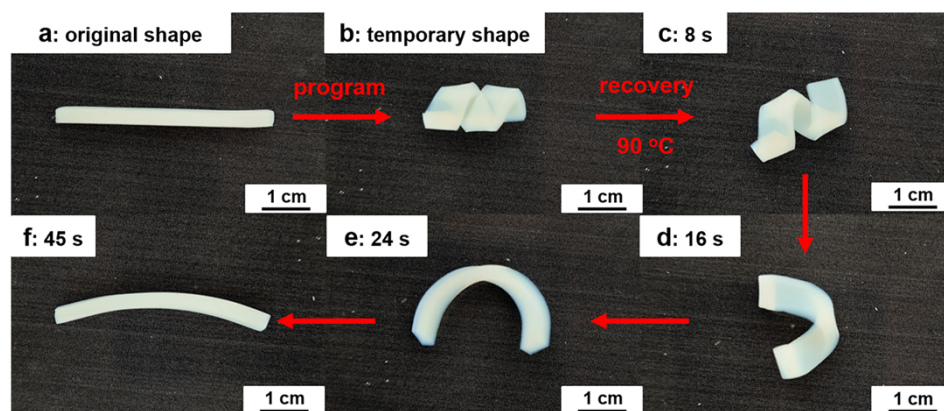 a: original shape
program
b: temporary shape
recovery
90 °C
c: 8 s
1 cm
1 cm
1 cm
f: 45 s
e: 24 s
d: 16 s
1 cm
1 cm
1 cm